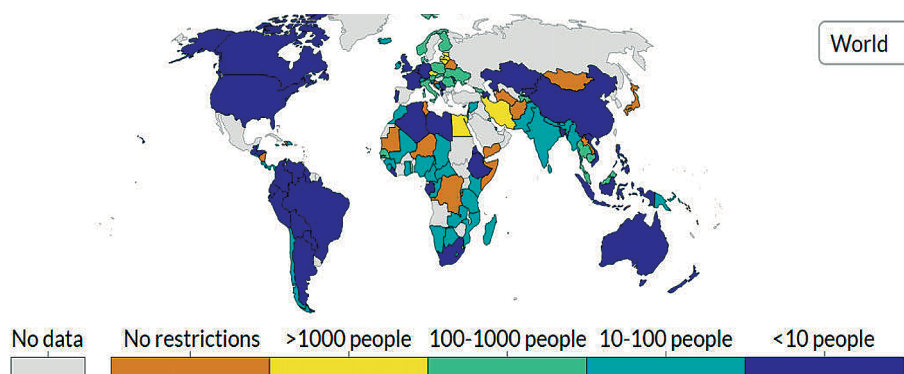 World
No data
No restrictions
>1000 people
100-1000 people
10-100 people
<10 people